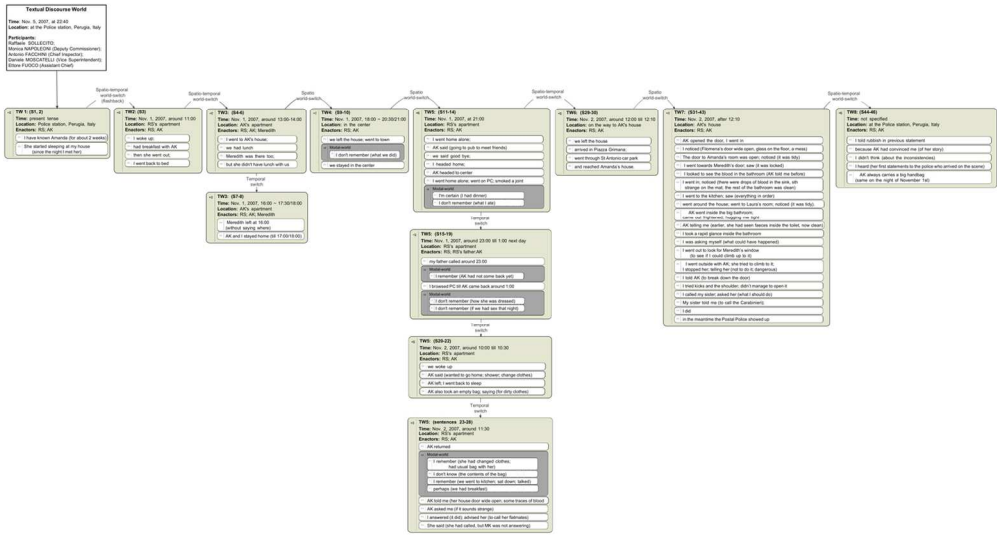 Textual Discourse World
Time: Nov. 5, 2007, at 22:40
Location: at the Police station, Perugia, Italy
Participants:
Raffaele SOLLECITO;
Monica NAPOLEONI (Deputy Commissioner);
Antonio FACCHINI (Chief Inspector);
Daniele MOSCATELLI (Vice Superintendent);
Ettore FUOCO (Assistant Chief)
Spatio-temporal
world-switch
(flashback)
TW 1: (S1, 2)
Time: present tense
Location: Police station, Perugia, Italy
Enactors: RS; AK
I have known Amanda (for about 2 weeks)
She started sleeping at my house
(since the night I met her)
TW2: (S3)
Time: Nov. 1, 2007, around 11:00
Location: RS's apartment
Enactors: RS; AK
I woke up;
had breakfast with AK
then she went out;
I went back to bed
Spatio-temporal
world-switch
TW3: (S4-6)
Time: Nov. 1, 2007, around 13:00-14:00
Location: AK's apartment
Enactors: RS; AK; Meredith
I went to AK's house;
we had lunch
Meredith was there too;
but she didn't have lunch with us
Temporal
switch
TW3: (S7-8)
Time: Nov. 1, 2007, 16:00 ~ 17:30/18:00
Location: AK's apartment
Enactors: RS; AK; Meredith
Meredith left at 16:00
(without saying where)
AK and I stayed home (till 17:00/18:00)
Spatio-temporal
world-switch
TW4: (S9-10)
Time: Nov. 1, 2007, 18:00 ~ 20:30/21:00
Location: in the center
Enactors: RS; AK
we left the house; went to town
Modal-world
I don't remember (what we did)
we stayed in the center
Spatio-temporal
world-switch
TW5: (S11-14)
Time: Nov. 1, 2007, at 21:00
Location: RS's apartment
Enactors: RS; AK
I went home alone;
AK said (going to pub to meet friends)
we said good bye.
I headed home;
AK headed to center
I went home alone; went on PC; smoked a joint
Modal-world
I'm certain (I had dinner)
I don't remember (what I ate)
Temporal
switch
TW5: (S15-19)
Time: Nov. 1, 2007, around 23:00 to 1:00 next day
Location: RS's apartment
Enactors: RS; RS's father; AK
my father called around 23:00
Modal-world
I remember (AK had not come back yet)
I browsed PC till AK came back around 1:00
Modal-world
I don't remember (how she was dressed)
I don't remember (if we had sex that night)
Temporal
switch
TW5: (S20-22)
Time: Nov. 2, 2007, around 10:00 till 10:30
Location: RS's apartment
Enactors: RS; AK
we woke up
AK said (wanted to go home; shower; change clothes)
AK left; I went back to sleep
AK also took an empty bag; saying (for dirty clothes)
Temporal
switch
TW5: (sentences 23-28)
Time: Nov. 2, 2007, around 11:30
Location: RS's apartment
Enactors: RS; AK
AK returned
Modal-world
I remember (she had changed clothes;
had usual bag with her)
I don't know (the contents of the bag)
I remember (we went to kitchen; sat down; talked)
perhaps (we had breakfast)
AK told me (her house door wide open; some traces of blood
AK asked me (if it sounds strange)
I answered (it did); advised her (to call her flatmates)
She said (she had called, but MK was not answering)
Spatio-temporal
world-switch
TW6: (S29-30)
Time: Nov. 2, 2007, around 12:00 till 12:10
Location: on the way to AK's house
Enactors: RS; AK
we left the house
arrived in Piazza Grimana;
went through St Antonio car park
and reached Amanda's house
Spatio-temporal
world-switch
TW7: (S31-43)
Time: Nov. 2, 2007, after 12:10
Location: AK's house
Enactors: RS; AK
AK opened the door, I went in.
I noticed (Filomena's door wide open, glass on the floor, a mess)
The door to Amanda's room was open; noticed (it was tidy)
I went towards Meredith's door; saw (it was locked)
I looked to saw the blood in the bathroom (AK told me before)
I went in; noticed (there were drops of blood in the sink, sth
strange on the mat; the rest of the bathroom was clean)
I went to the kitchen; saw (everything in order)
went around the house; went to Laura's room; noticed (it was tidy).
AK went inside the big bathroom.
came out frightened; hugging me tight
AK telling me (earlier, she had seen faeces inside the toilet, now clean)
I took a rapid glance inside the bathroom
I was asking myself (what could have happened)
I went out to look for Meredith's window
(to see if I could climb up to it)
I went outside with AK, she tried to climb to it;
I stopped her; telling her (not to do it; dangerous)
I told AK (to break down the door)
I tried kicks and the shoulder; didn't manage to open it
I called my sister; asked her (what I should do)
My sister told me (to call the Carabinieri);
I did
in the meantime the Postal Police showed up
Spatio-temporal
world-switch
TW8: (S44-48)
Time: not specified
Location: at the Police station, Perugia, Italy
Enactors: RS; AK
I told rubbish in previous statement
because AK had convinced me (of her story)
I didn't think (about the inconsistencies)
I heard (her first statements to the police who arrived on the scene)
AK always carries a big handbag
(same on the night of November 1st)